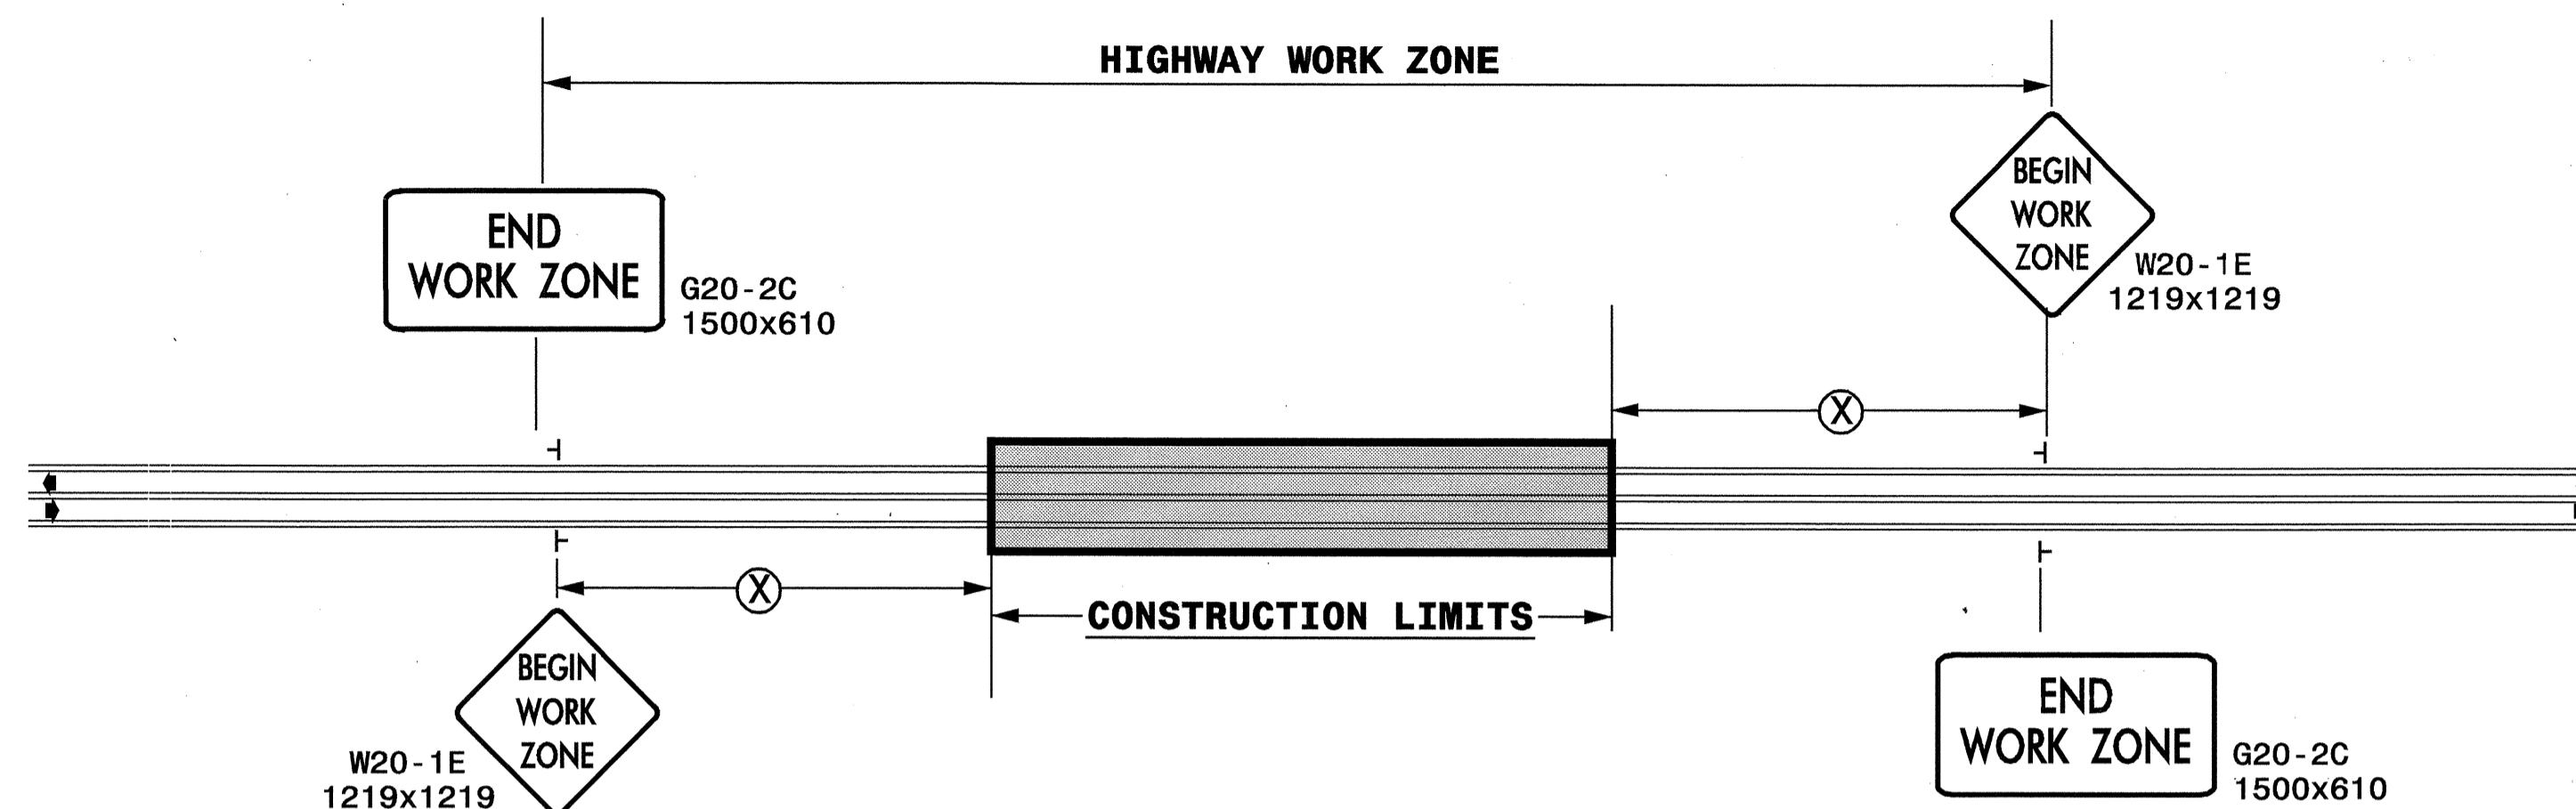 HIGHWAY WORK ZONE
END
WORK ZONE
G20-2C
1500x610
BEGIN
WORK
ZONE
W20-1E
1219x1219
X
X
CONSTRUCTION LIMITS
BEGIN
WORK
ZONE
W20-1E
1219x1219
END
WORK ZONE
G20-2C
1500x610